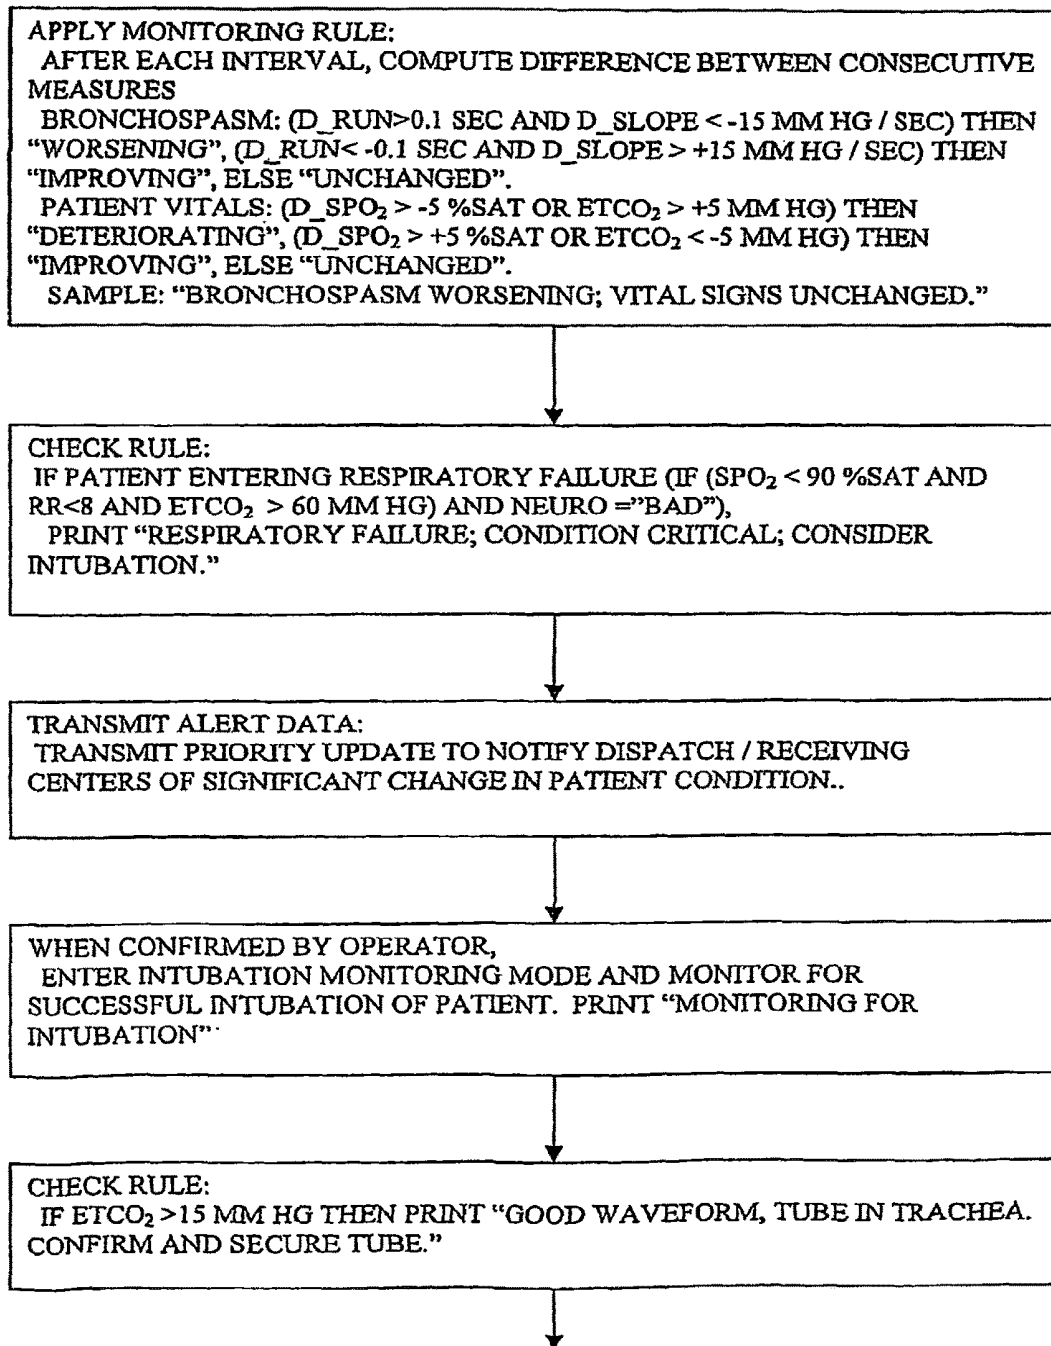 APPLY MONITORING RULE:
AFTER EACH INTERVAL, COMPUTE DIFFERENCE BETWEEN CONSECUTIVE
MEASURES
BRONCHOSPASM: (D_RUN>0.1 SEC AND D_SLOPE < -15 MM HG / SEC) THEN
“WORSENING”, (D_RUN< -0.1 SEC AND D_SLOPE > +15 MM HG / SEC) THEN
“IMPROVING”, ELSE “UNCHANGED”.
PATIENT VITALS: (D_SPO₂ > -5 %SAT OR ETCO₂ > +5 MM HG) THEN
“DETERIORATING”, (D_SPO₂ > +5 %SAT OR ETCO₂ < -5 MM HG) THEN
“IMPROVING”, ELSE “UNCHANGED”.
SAMPLE: “BRONCHOSPASM WORSENING; VITAL SIGNS UNCHANGED.”
CHECK RULE:
IF PATIENT ENTERING RESPIRATORY FAILURE (IF (SPO₂ < 90 %SAT AND
RR<8 AND ETCO₂ > 60 MM HG) AND NEURO =”BAD”),
PRINT “RESPIRATORY FAILURE; CONDITION CRITICAL; CONSIDER
INTUBATION.”
TRANSMIT ALERT DATA:
TRANSMIT PRIORITY UPDATE TO NOTIFY DISPATCH / RECEIVING
CENTERS OF SIGNIFICANT CHANGE IN PATIENT CONDITION..
WHEN CONFIRMED BY OPERATOR,
ENTER INTUBATION MONITORING MODE AND MONITOR FOR
SUCCESSFUL INTUBATION OF PATIENT. PRINT “MONITORING FOR
INTUBATION”
CHECK RULE:
IF ETCO₂ >15 MM HG THEN PRINT “GOOD WAVEFORM, TUBE IN TRACHEA.
CONFIRM AND SECURE TUBE.”